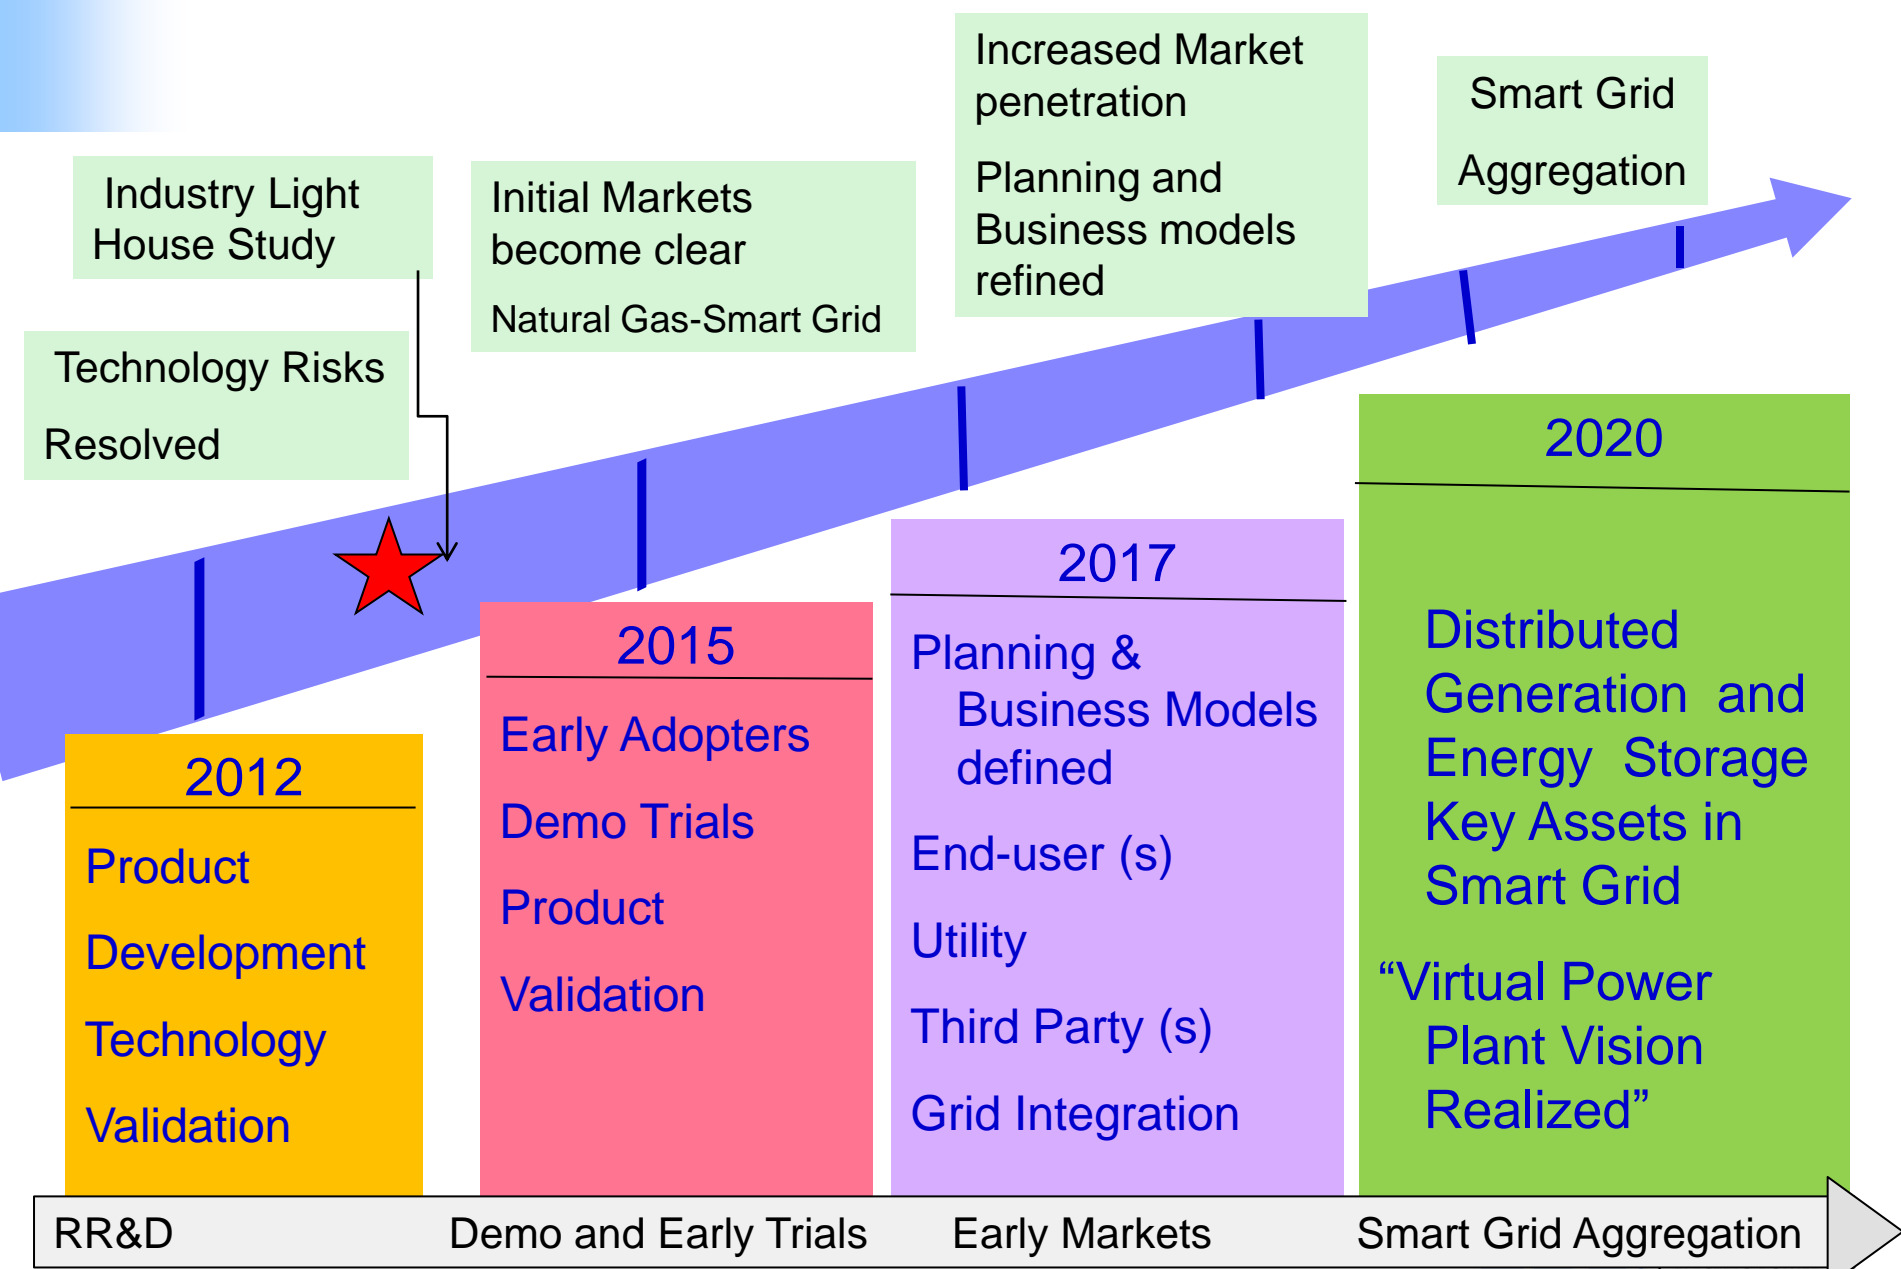 Increased Market
penetration
Planning and
Business models
refined
Smart Grid
Aggregation
Industry Light
House Study
Initial Markets
become clear
Natural Gas-Smart Grid
Technology Risks
Resolved
2012
Product
Development
Technology
Validation
2015
Early Adopters
Demo Trials
Product
Validation
2017
Planning &
Business Models
defined
End-user (s)
Utility
Third Party (s)
Grid Integration
2020
Distributed
Generation and
Energy Storage
Key Assets in
Smart Grid
“Virtual Power
Plant Vision
Realized”
RR&D
Demo and Early Trials
Early Markets
Smart Grid Aggregation